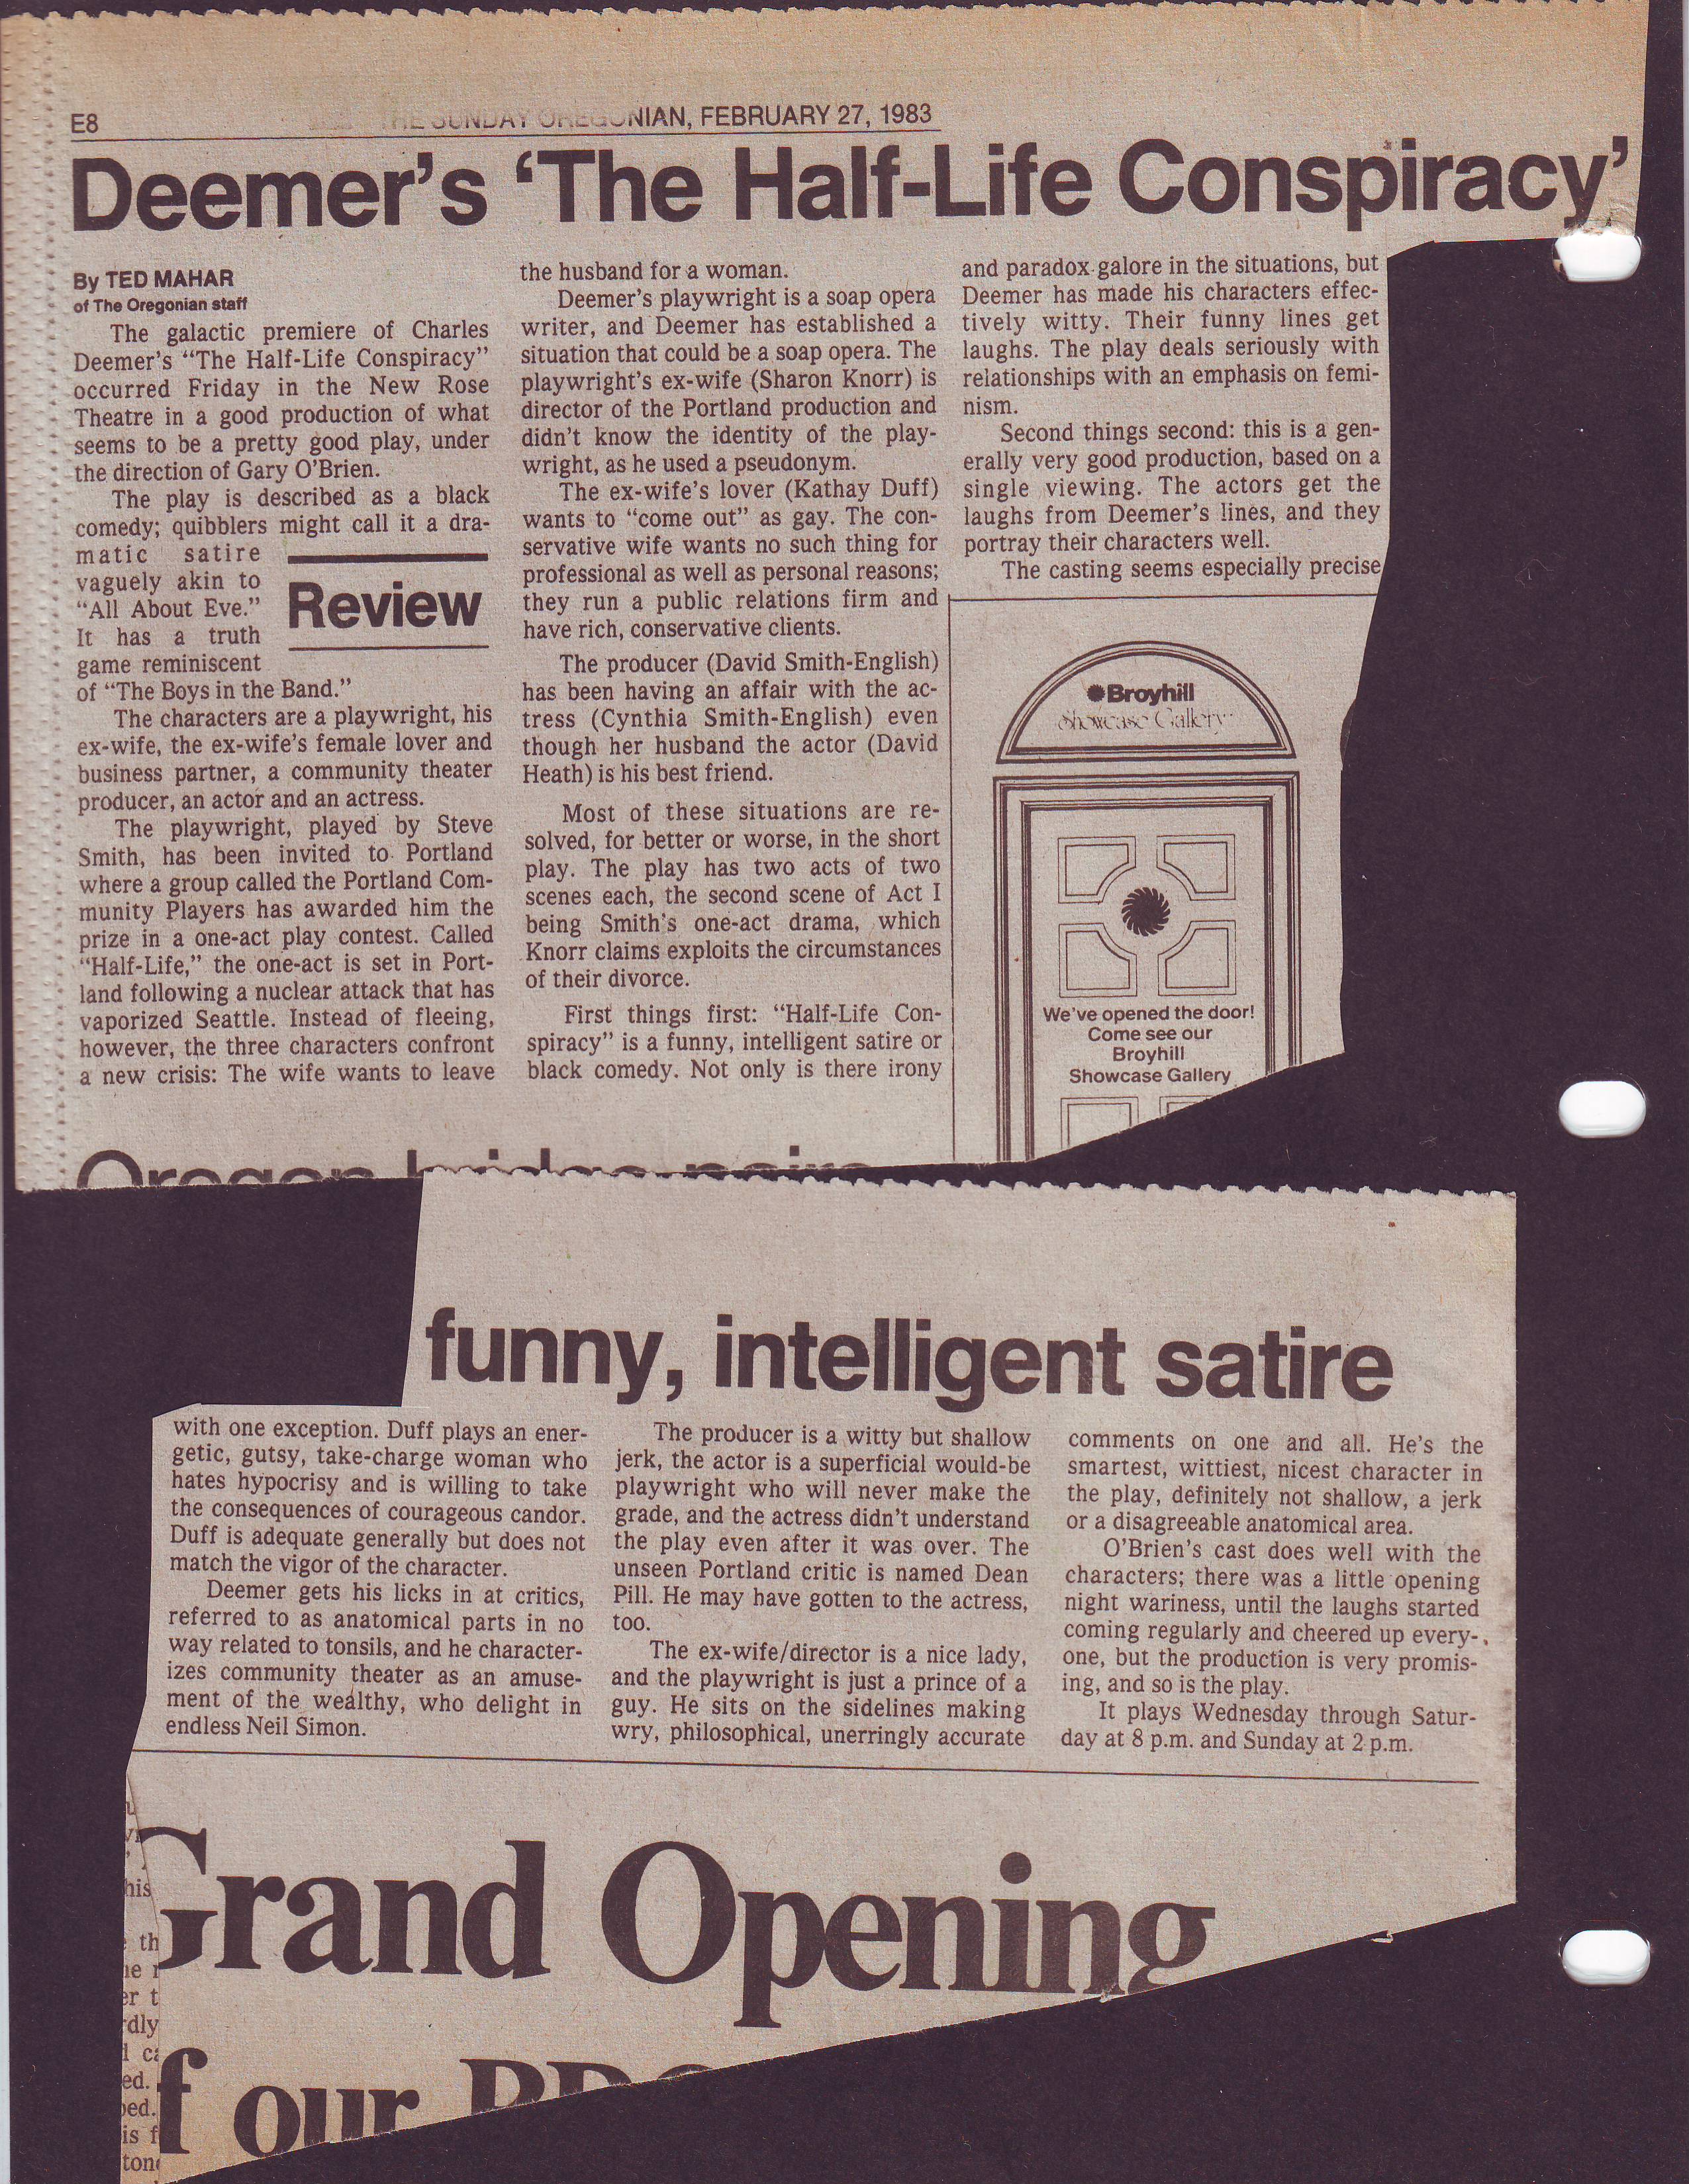 E8
THE SUNDAY OREGONIAN, FEBRUARY 27, 1983
Deemer's ‘The Half-Life Conspiracy’
By TED MAHAR
of The Oregonian staff
The galactic premiere of Charles
Deemer's “The Half-Life Conspiracy”
occurred Friday in the New Rose
Theatre in a good production of what
seems to be a pretty good play, under
the direction of Gary O'Brien.
The play is described as a black
comedy; quibblers might call it a dra-
matic satire
vaguely akin to
“All About Eve.”
It has a truth
game reminiscent
of “The Boys in the Band.”
Review
The characters are a playwright, his
ex-wife, the ex-wife's female lover and
business partner, a community theater
producer, an actor and an actress.
The playwright, played by Steve
Smith, has been invited to Portland
where a group called the Portland Com-
munity Players has awarded him the
prize in a one-act play contest. Called
“Half-Life,” the one-act is set in Port-
land following a nuclear attack that has
vaporized Seattle. Instead of fleeing,
however, the three characters confront
a new crisis: The wife wants to leave
the husband for a woman.
Deemer's playwright is a soap opera
writer, and Deemer has established a
situation that could be a soap opera. The
playwright's ex-wife (Sharon Knorr) is
director of the Portland production and
didn't know the identity of the play-
wright, as he used a pseudonym.
The ex-wife's lover (Kathay Duff)
wants to “come out” as gay. The con-
servative wife wants no such thing for
professional as well as personal reasons;
they run a public relations firm and
have rich, conservative clients.
The producer (David Smith-English)
has been having an affair with the ac-
tress (Cynthia Smith-English) even
though her husband the actor (David
Heath) is his best friend.
Most of these situations are re-
solved, for better or worse, in the short
play. The play has two acts of two
scenes each, the second scene of Act I
being Smith's one-act drama, which
Knorr claims exploits the circumstances
of their divorce.
First things first: “Half-Life Con-
spiracy” is a funny, intelligent satire or
black comedy. Not only is there irony
and paradox galore in the situations, but
Deemer has made his characters effec-
tively witty. Their funny lines get
laughs. The play deals seriously with
relationships with an emphasis on femi-
nism.
Second things second: this is a gen-
erally very good production, based on a
single viewing. The actors get the
laughs from Deemer's lines, and they
portray their characters well.
The casting seems especially precise
Broyhill
Showcase Gallery
We've opened the door!
Come see our
Broyhill
Showcase Gallery
Oregon
funny, intelligent satire
with one exception. Duff plays an ener-
getic, gutsy, take-charge woman who
hates hypocrisy and is willing to take
the consequences of courageous candor.
Duff is adequate generally but does not
match the vigor of the character.
Deemer gets his licks in at critics,
referred to as anatomical parts in no
way related to tonsils, and he character-
izes community theater as an amuse-
ment of the wealthy, who delight in
endless Neil Simon.
The producer is a witty but shallow
jerk, the actor is a superficial would-be
playwright who will never make the
grade, and the actress didn't understand
the play even after it was over. The
unseen Portland critic is named Dean
Pill. He may have gotten to the actress,
too.
The ex-wife/director is a nice lady,
and the playwright is just a prince of a
guy. He sits on the sidelines making
wry, philosophical, unerringly accurate
comments on one and all. He's the
smartest, wittiest, nicest character in
the play, definitely not shallow, a jerk
or a disagreeable anatomical area.
O'Brien's cast does well with the
characters; there was a little opening
night wariness, until the laughs started
coming regularly and cheered up every-
one, but the production is very promis-
ing, and so is the play.
It plays Wednesday through Satur-
day at 8 p.m. and Sunday at 2 p.m.
Grand Opening
f our